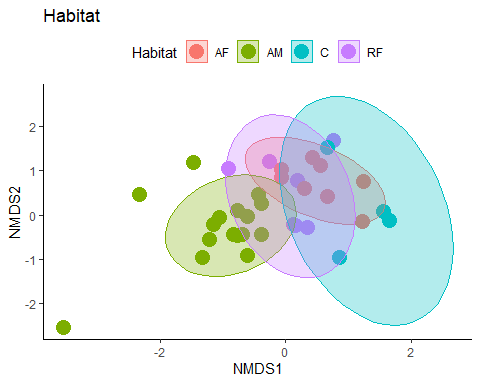 Habitat
Habitat AF AM C RF
2
1
0
-1
-2
NMDS2
-2 0 2
NMDS1